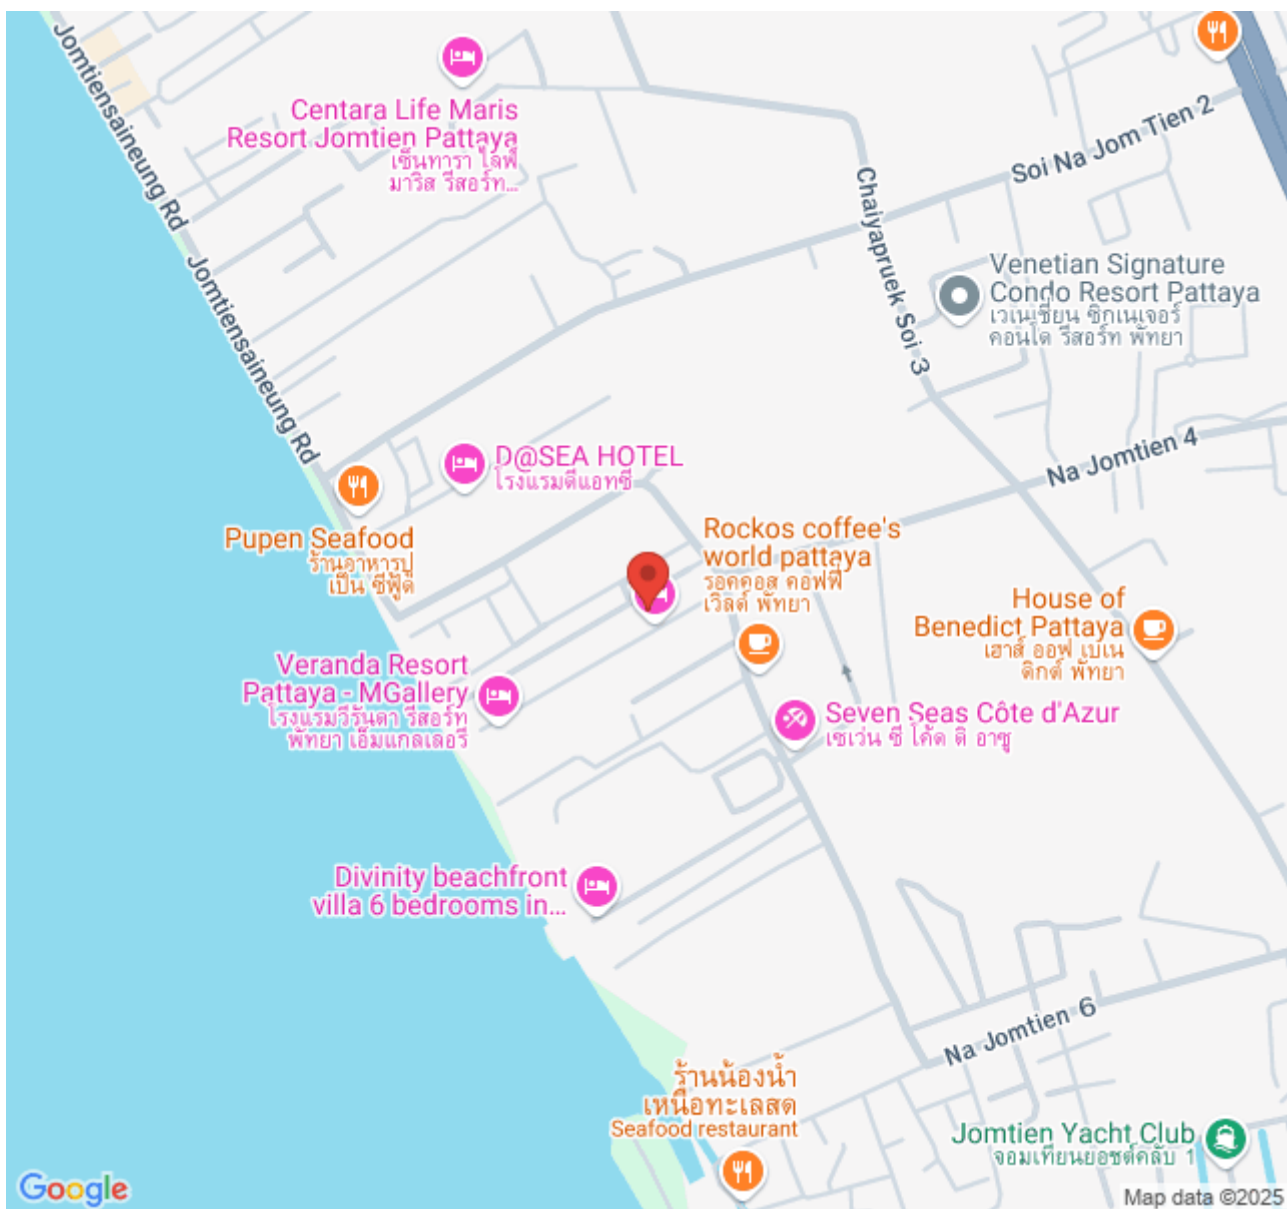 Jomtiensaineung Rd
Centara Life Maris
Resort Jomtien Pattaya
เซ็นทารา ไลฟ์
มาริส รีสอร์ท...
Soi Na Jom Tien 2
Chaiyapruek Soi 3
Jomtiensaineung Rd
Venetian Signature
Condo Resort Pattaya
เวเนเชี่ยน ซิกเนเจอร์
คอนโด รีสอร์ท พัทยา
Na Jomtien 4
D@SEA HOTEL
โรงแรมดีแอทซี
Pupen Seafood
ร้านอาหารปู
เป็น ซีฟู้ด
Rockos coffee's
world pattaya
รอคคอส คอฟฟี่
เวิลด์ พัทยา
House of
Benedict Pattaya
เฮาส์ ออฟ เบเน
ดิกต์ พัทยา
Veranda Resort
Pattaya - MGallery
โรงแรมวีรันดา รีสอร์ท
พัทยา เอ็มแกลเลอรี
Seven Seas Côte d'Azur
เซเว่น ซี โค้ด ดิ อาซู
Divinity beachfront
villa 6 bedrooms in...
Na Jomtien 6
ร้านน้องน้ำ
เหนือทะเลสด
Seafood restaurant
Jomtien Yacht Club
จอมเทียนยอชต์คลับ 1
Google
Map data ©2025